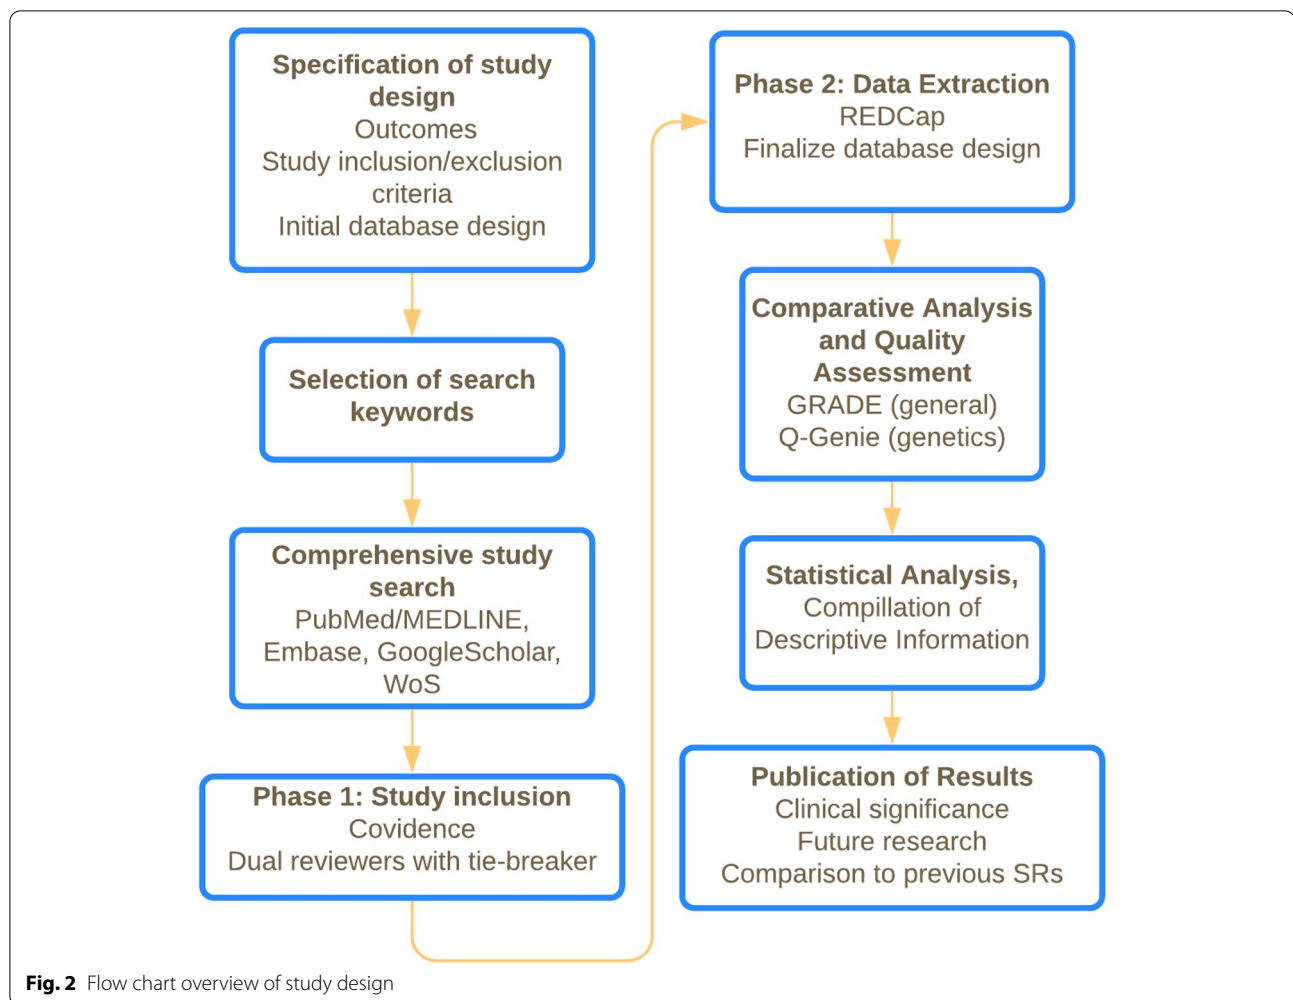 Specification of study
design
Outcomes
Study inclusion/exclusion
criteria
Initial database design
Selection of search
keywords
Comprehensive study
search
PubMed/MEDLINE,
Embase, GoogleScholar,
WoS
Phase 1: Study inclusion
Covidence
Dual reviewers with tie-breaker
Phase 2: Data Extraction
REDCap
Finalize database design
Comparative Analysis
and Quality
Assessment
GRADE (general)
Q-Genie (genetics)
Statistical Analysis,
Compillation of
Descriptive Information
Publication of Results
Clinical significance
Future research
Comparison to previous SRs
Fig. 2 Flow chart overview of study design